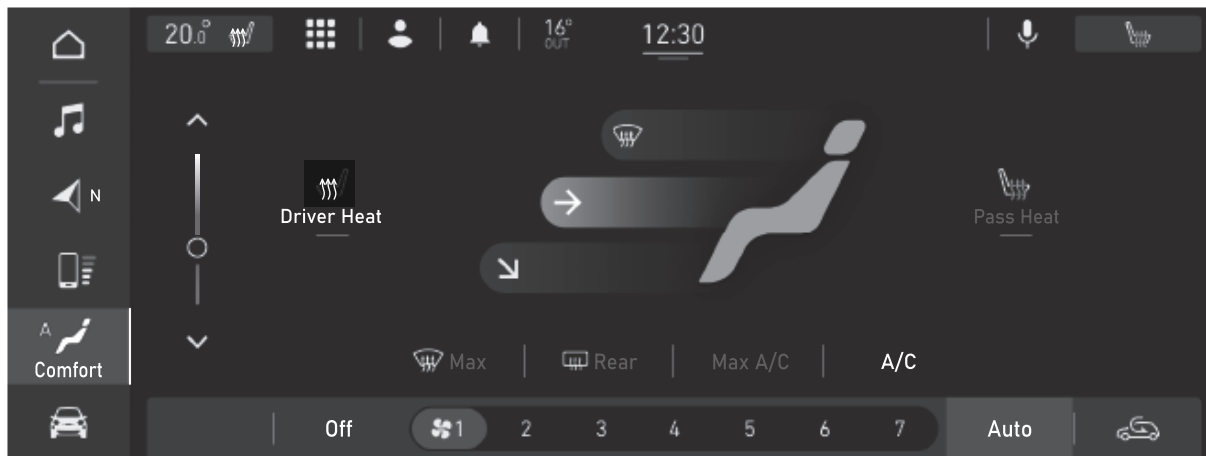 20.0° 16° 12:30
OUT
N
Driver Heat Pass Heat
A
Comfort
Max Rear Max A/C A/C
Off 1 2 3 4 5 6 7 Auto